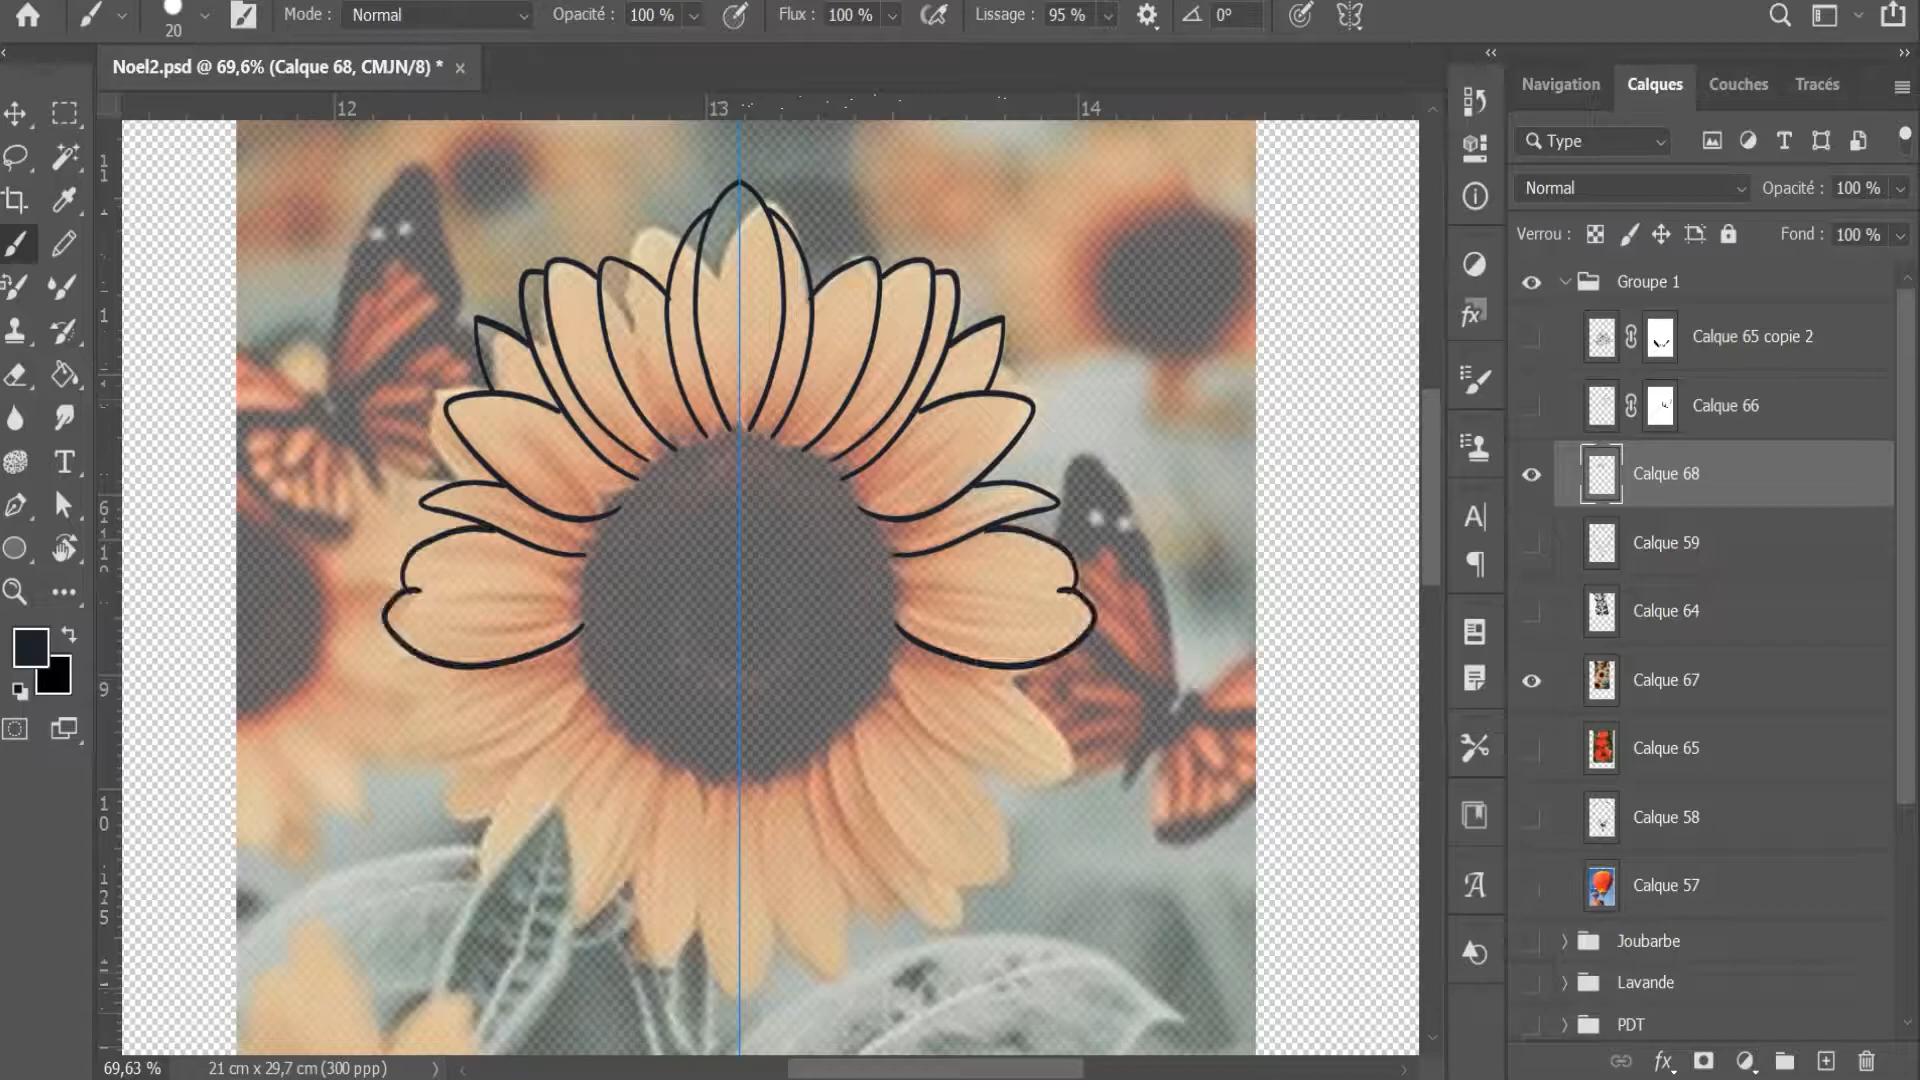 Mode : Normal Opacité : 100 % Flux : 100 % Lissage : 95 % 0°
20
Noel2.psd @ 69,6% (Calque 68, CMJN/8) * ×
Navigation Calques Couches Tracés
12 13 14
Type
Normal Opacité : 100 %
Verrou : Fond : 100 %
Groupe 1
Calque 65 copie 2
Calque 66
Calque 68
Calque 59
Calque 64
Calque 67
Calque 65
Calque 58
Calque 57
Joubarbe
Lavande
PDT
69,63 % 21 cm x 29,7 cm (300 ppp)